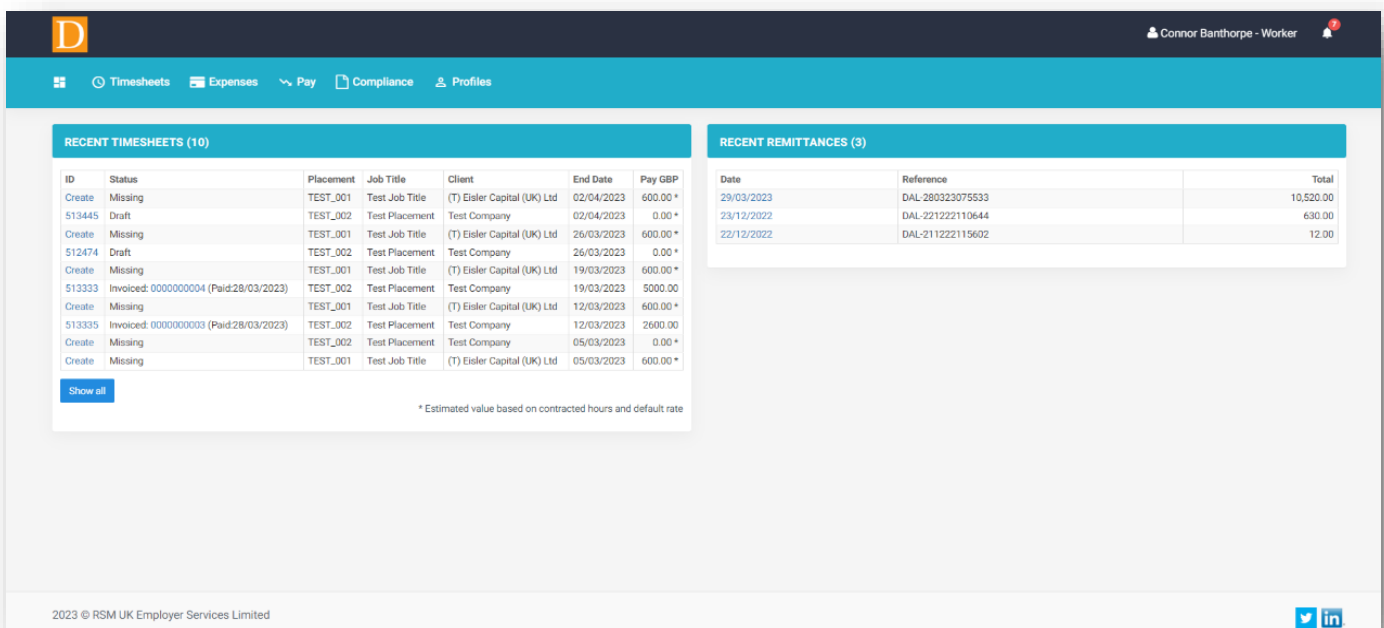 D
Connor Banthorpe - Worker
7
Timesheets Expenses Pay Compliance Profiles
RECENT TIMESHEETS (10)
ID Status Placement Job Title Client End Date Pay GBP
Create Missing TEST_001 Test Job Title (T) Eisler Capital (UK) Ltd 02/04/2023 600.00 *
513445 Draft TEST_002 Test Placement Test Company 02/04/2023 0.00 *
Create Missing TEST_001 Test Job Title (T) Eisler Capital (UK) Ltd 26/03/2023 600.00 *
512474 Draft TEST_002 Test Placement Test Company 26/03/2023 0.00 *
Create Missing TEST_001 Test Job Title (T) Eisler Capital (UK) Ltd 19/03/2023 600.00 *
513333 Invoiced: 0000000004 (Paid:28/03/2023) TEST_002 Test Placement Test Company 19/03/2023 5000.00
Create Missing TEST_001 Test Job Title (T) Eisler Capital (UK) Ltd 12/03/2023 600.00 *
513335 Invoiced: 0000000003 (Paid:28/03/2023) TEST_002 Test Placement Test Company 12/03/2023 2600.00
Create Missing TEST_002 Test Placement Test Company 05/03/2023 0.00 *
Create Missing TEST_001 Test Job Title (T) Eisler Capital (UK) Ltd 05/03/2023 600.00 *
Show all
* Estimated value based on contracted hours and default rate
RECENT REMITTANCES (3)
Date Reference Total
29/03/2023 DAL-280323075533 10,520.00
23/12/2022 DAL-221222110644 630.00
22/12/2022 DAL-211222115602 12.00
2023 © RSM UK Employer Services Limited
in